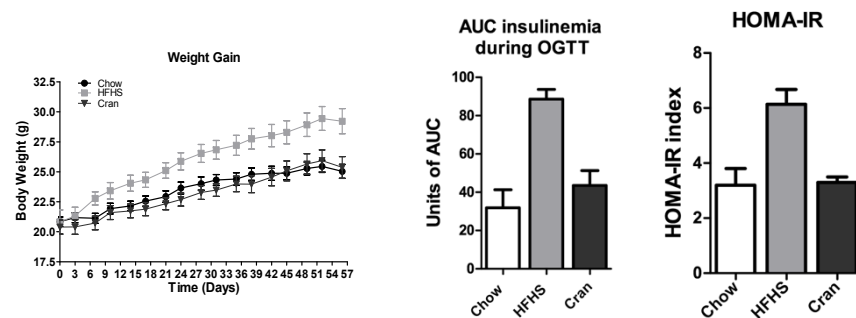 Weight Gain
Chow
HFHS
Cran
32.5
30.0
27.5
25.0
22.5
20.0
17.5
Body Weight (g)
0 3 6 9 12 15 18 21 24 27 30 33 36 39 42 45 48 51 54 57
Time (Days)
AUC insulinemia
during OGTT
100
80
60
40
20
0
Units of AUC
Chow
HFHS
Cran
HOMA-IR
8
6
4
2
0
HOMA-IR index
Chow
HFHS
Cran